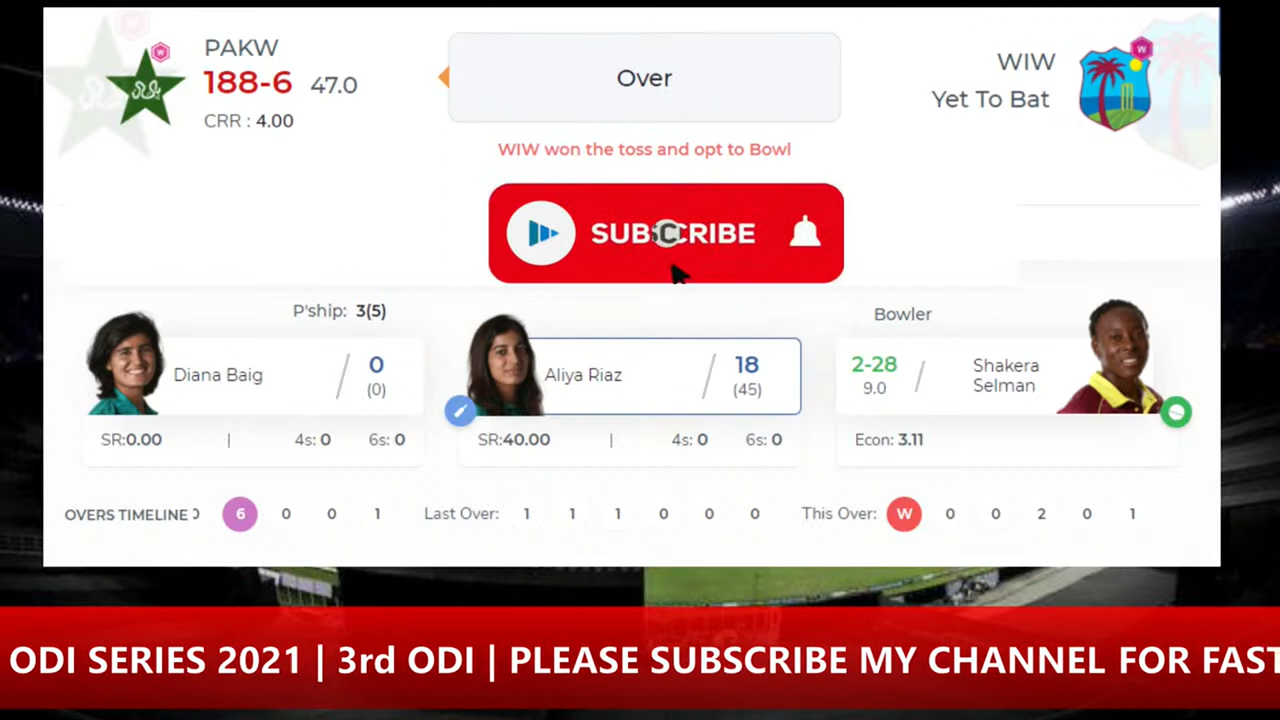 PAKW
188-6 47.0
CRR : 4.00
Over
WIW won the toss and opt to Bowl
WIW
Yet To Bat
W
W
SUBSCRIBE
P'ship: 3(5)
Diana Baig 0
(0)
SR:0.00 | 4s: 0 6s: 0
Aliya Riaz 18
(45)
SR:40.00 | 4s: 0 6s: 0
Bowler
2-28
9.0
Shakera
Selman
Econ: 3.11
OVERS TIMELINE 6 0 0 1 Last Over: 1 1 1 0 0 0 This Over: W 0 0 2 0 1
ODI SERIES 2021 | 3rd ODI | PLEASE SUBSCRIBE MY CHANNEL FOR FAST